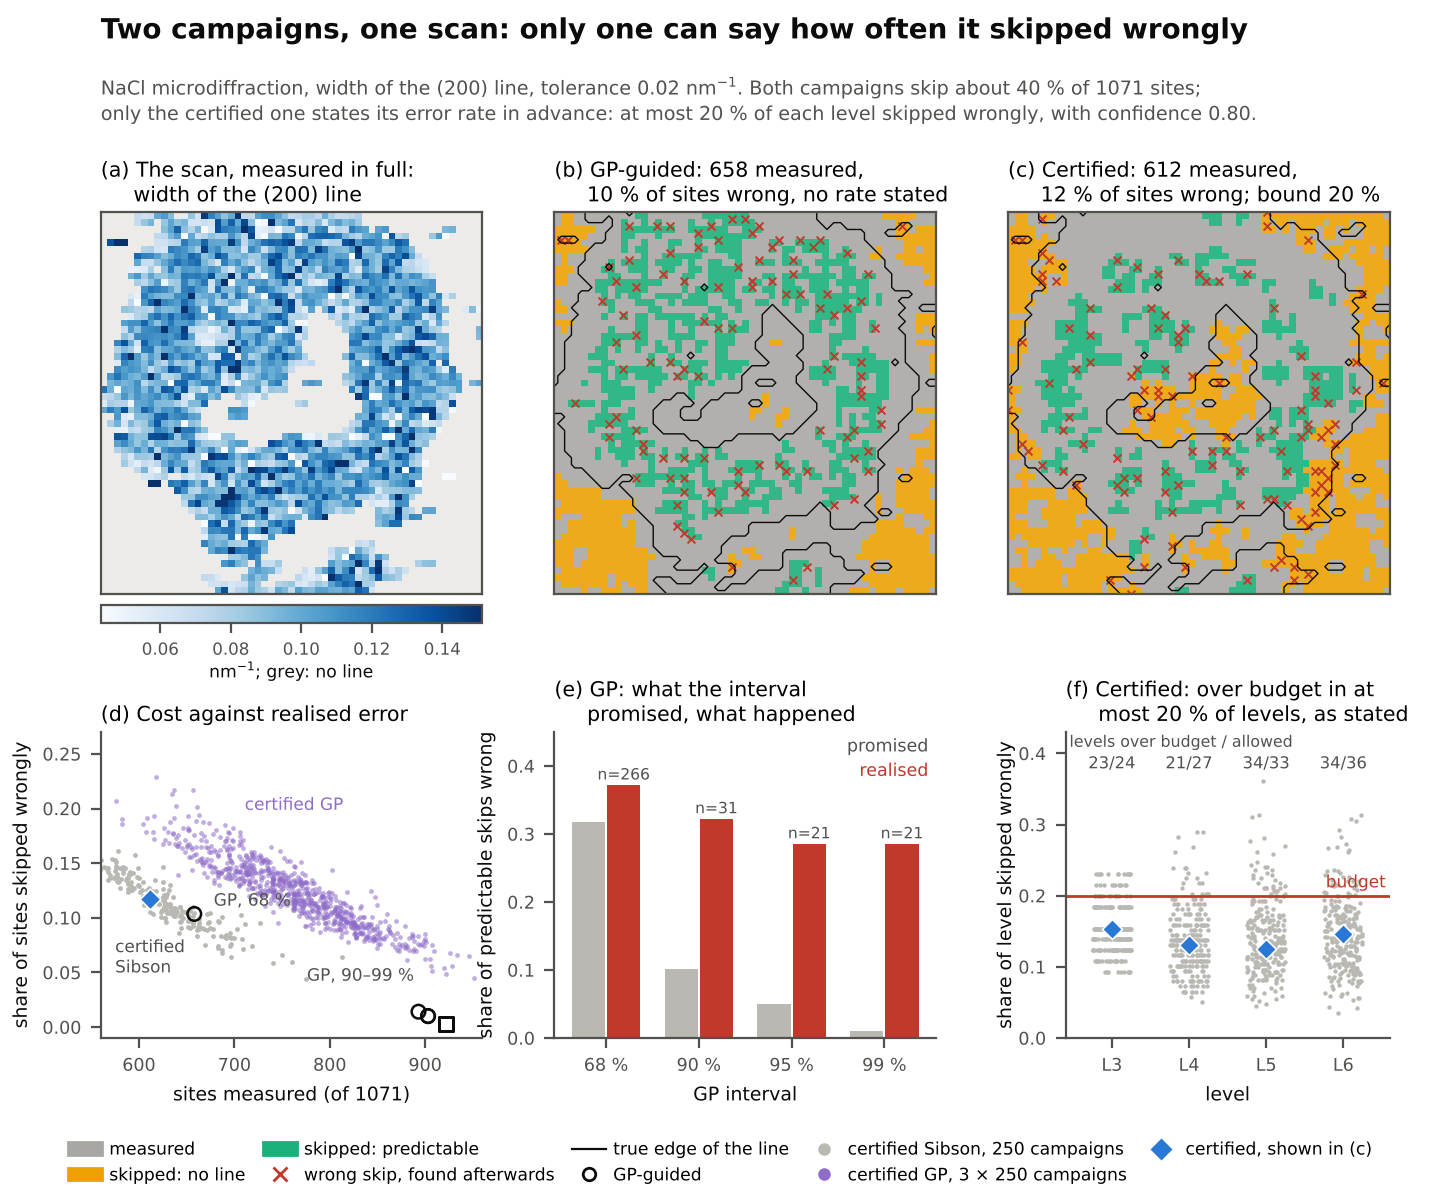 Two campaigns, one scan: only one can say how often it skipped wrongly
NaCl microdiffraction, width of the (200) line, tolerance 0.02 nm⁻¹. Both campaigns skip about 40 % of 1071 sites;
only the certified one states its error rate in advance: at most 20 % of each level skipped wrongly, with confidence 0.80.
(a) The scan, measured in full:
width of the (200) line
(b) GP-guided: 658 measured,
10 % of sites wrong, no rate stated
(c) Certified: 612 measured,
12 % of sites wrong; bound 20 %
0.06 0.08 0.10 0.12 0.14
nm⁻¹; grey: no line
(d) Cost against realised error
share of sites skipped wrongly
0.25
0.20
0.15
0.10
0.05
0.00
certified GP
GP, 68 %
certified
Sibson
GP, 90–99 %
600 700 800 900
sites measured (of 1071)
(e) GP: what the interval
promised, what happened
share of predictable skips wrong
0.4
0.3
0.2
0.1
0.0
promised
realised
n=266
n=31
n=21
n=21
68 % 90 % 95 % 99 %
GP interval
(f) Certified: over budget in at
most 20 % of levels, as stated
share of level skipped wrongly
0.4
0.3
0.2
0.1
0.0
levels over budget / allowed
23/24 21/27 34/33 34/36
budget
L3 L4 L5 L6
level
measured
skipped: predictable
true edge of the line
certified Sibson, 250 campaigns
certified, shown in (c)
skipped: no line
wrong skip, found afterwards
GP-guided
certified GP, 3 × 250 campaigns